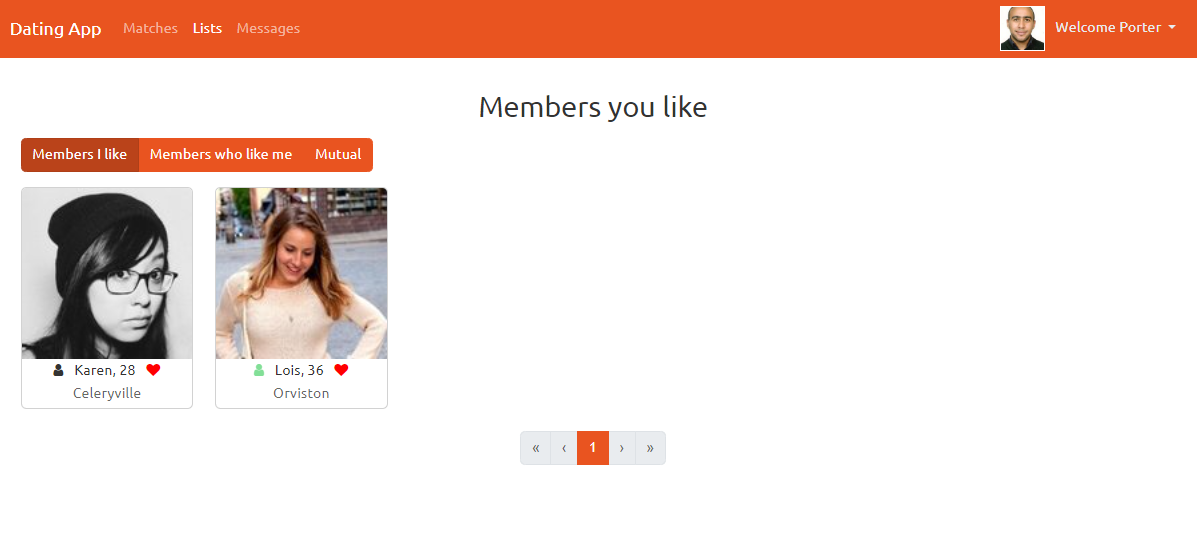 Dating App Matches Lists Messages Welcome Porter
Members you like
Members I like Members who like me Mutual
Karen, 28 Lois, 36
Celeryville Orviston
« ‹ 1 › »